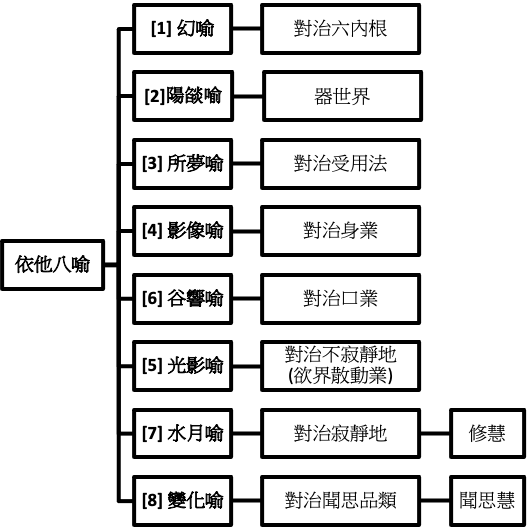 [1] 幻喻
對治六內根
[2]陽燄喻
器世界
[3] 所夢喻
對治受用法
[4] 影像喻
對治身業
依他八喻
[6] 谷響喻
對治口業
[5] 光影喻
對治不寂靜地
(欲界散動業)
[7] 水月喻
對治寂靜地
修慧
[8] 變化喻
對治聞思品類
聞思慧